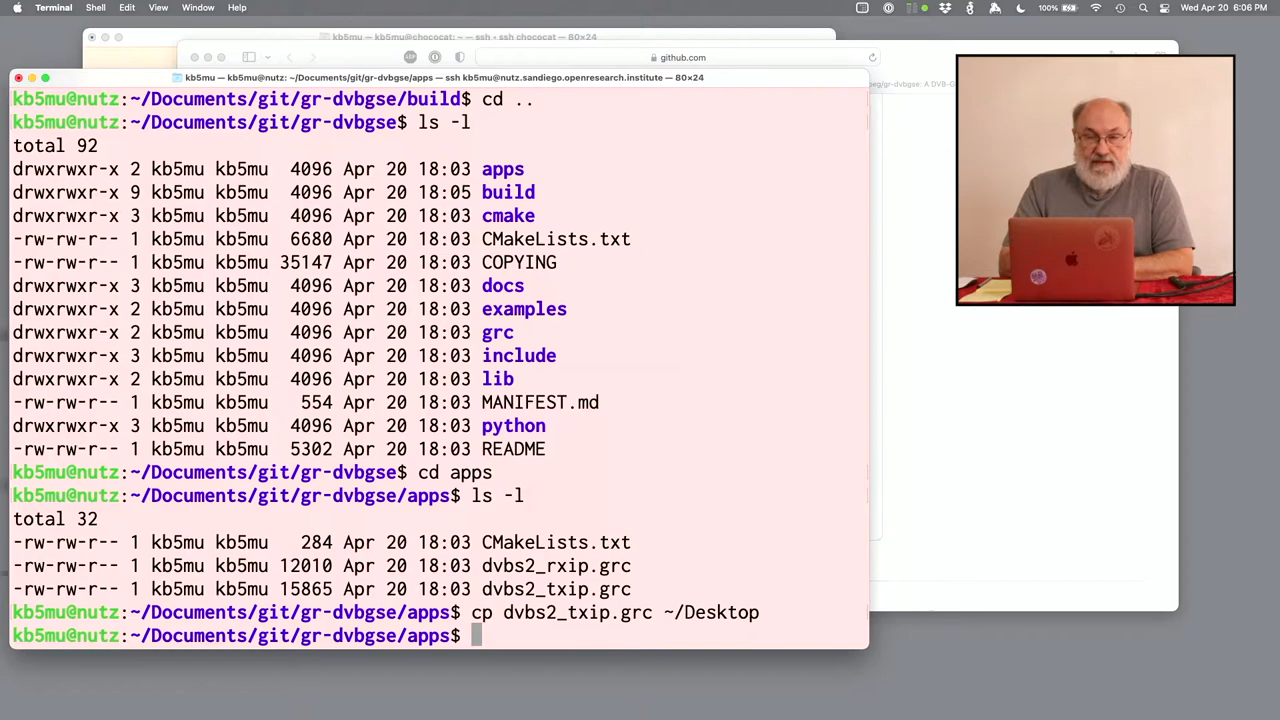 Terminal Shell Edit View Window Help 100% Wed Apr 20 6:06 PM
kb5mu — kb5mu@chococat: ~ — ssh ‹ ssh chococat — 80×24
github.com
kb5mu — kb5mu@nutz: ~/Documents/git/gr-dvbgse/apps — ssh kb5mu@nutz.sandiego.openresearch.institute — 80×24
kb5mu@nutz:~/Documents/git/gr-dvbgse/build$ cd ..
kb5mu@nutz:~/Documents/git/gr-dvbgse$ ls -l
total 92
drwxrwxr-x 2 kb5mu kb5mu  4096 Apr 20 18:03 apps
drwxrwxr-x 9 kb5mu kb5mu  4096 Apr 20 18:05 build
drwxrwxr-x 3 kb5mu kb5mu  4096 Apr 20 18:03 cmake
-rw-rw-r-- 1 kb5mu kb5mu  6680 Apr 20 18:03 CMakeLists.txt
-rw-rw-r-- 1 kb5mu kb5mu 35147 Apr 20 18:03 COPYING
drwxrwxr-x 3 kb5mu kb5mu  4096 Apr 20 18:03 docs
drwxrwxr-x 2 kb5mu kb5mu  4096 Apr 20 18:03 examples
drwxrwxr-x 2 kb5mu kb5mu  4096 Apr 20 18:03 grc
drwxrwxr-x 3 kb5mu kb5mu  4096 Apr 20 18:03 include
drwxrwxr-x 2 kb5mu kb5mu  4096 Apr 20 18:03 lib
-rw-rw-r-- 1 kb5mu kb5mu   554 Apr 20 18:03 MANIFEST.md
drwxrwxr-x 3 kb5mu kb5mu  4096 Apr 20 18:03 python
-rw-rw-r-- 1 kb5mu kb5mu  5302 Apr 20 18:03 README
kb5mu@nutz:~/Documents/git/gr-dvbgse$ cd apps
kb5mu@nutz:~/Documents/git/gr-dvbgse/apps$ ls -l
total 32
-rw-rw-r-- 1 kb5mu kb5mu   284 Apr 20 18:03 CMakeLists.txt
-rw-rw-r-- 1 kb5mu kb5mu 12010 Apr 20 18:03 dvbs2_rxip.grc
-rw-rw-r-- 1 kb5mu kb5mu 15865 Apr 20 18:03 dvbs2_txip.grc
kb5mu@nutz:~/Documents/git/gr-dvbgse/apps$ cp dvbs2_txip.grc ~/Desktop
kb5mu@nutz:~/Documents/git/gr-dvbgse/apps$